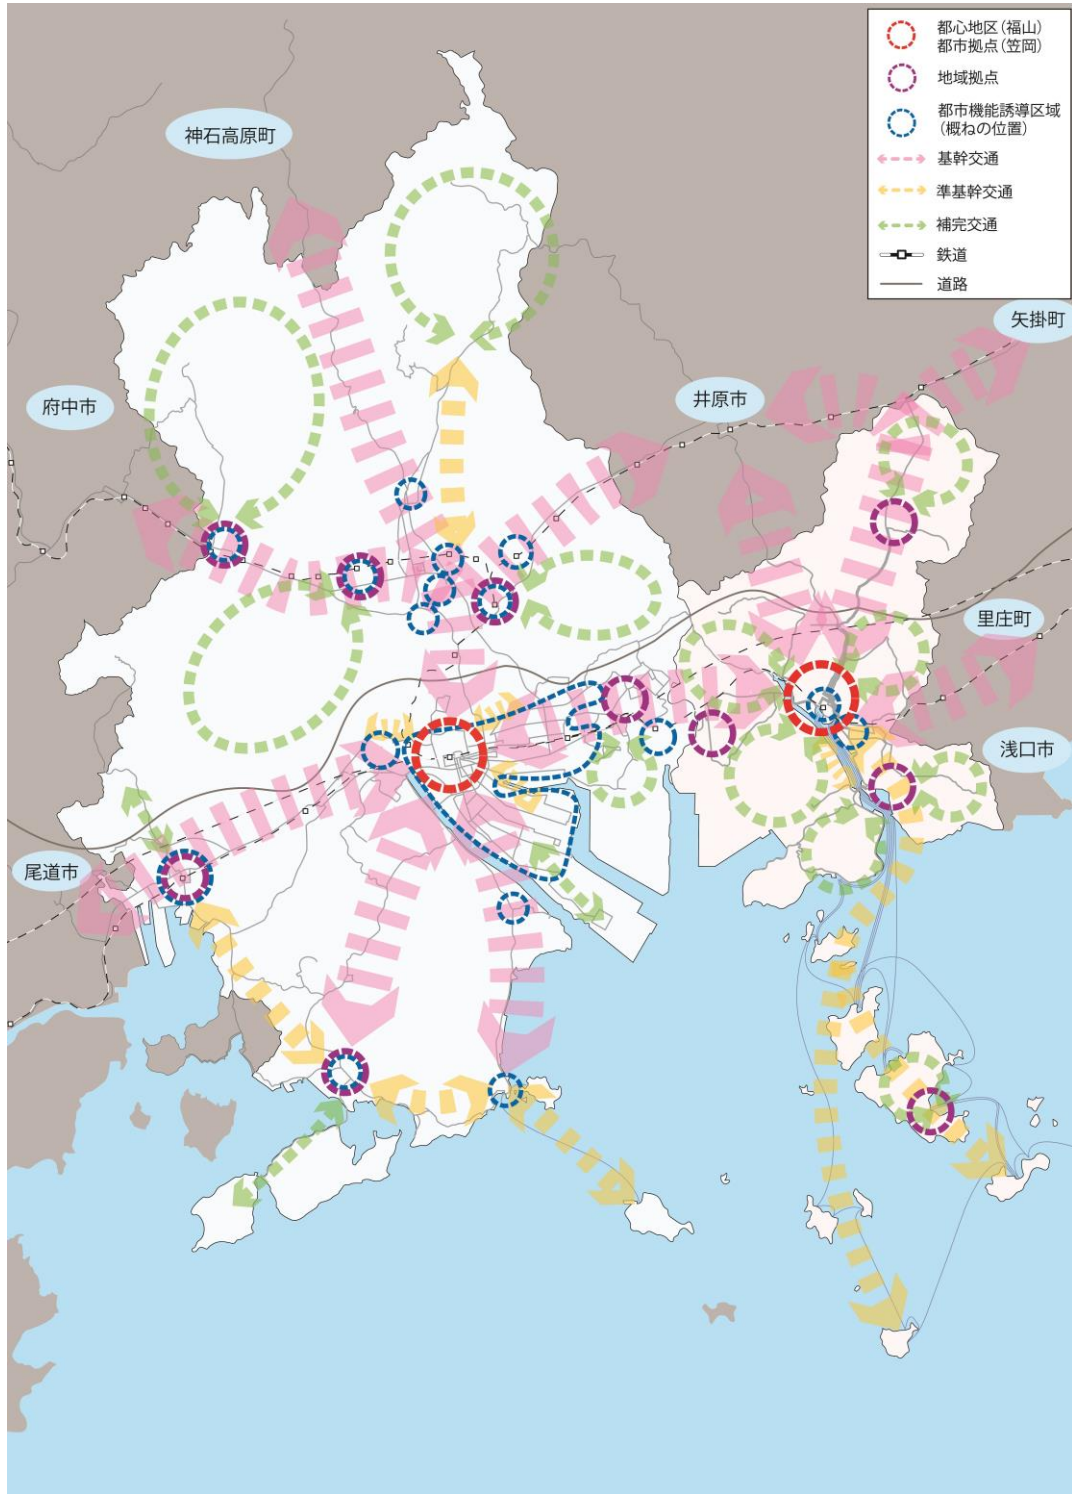 都心地区(福山)
都市拠点(笠岡)
地域拠点
都市機能誘導区域
(概ねの位置)
基幹交通
準基幹交通
補完交通
鉄道
道路
神石高原町
矢掛町
府中市
井原市
里庄町
浅口市
尾道市